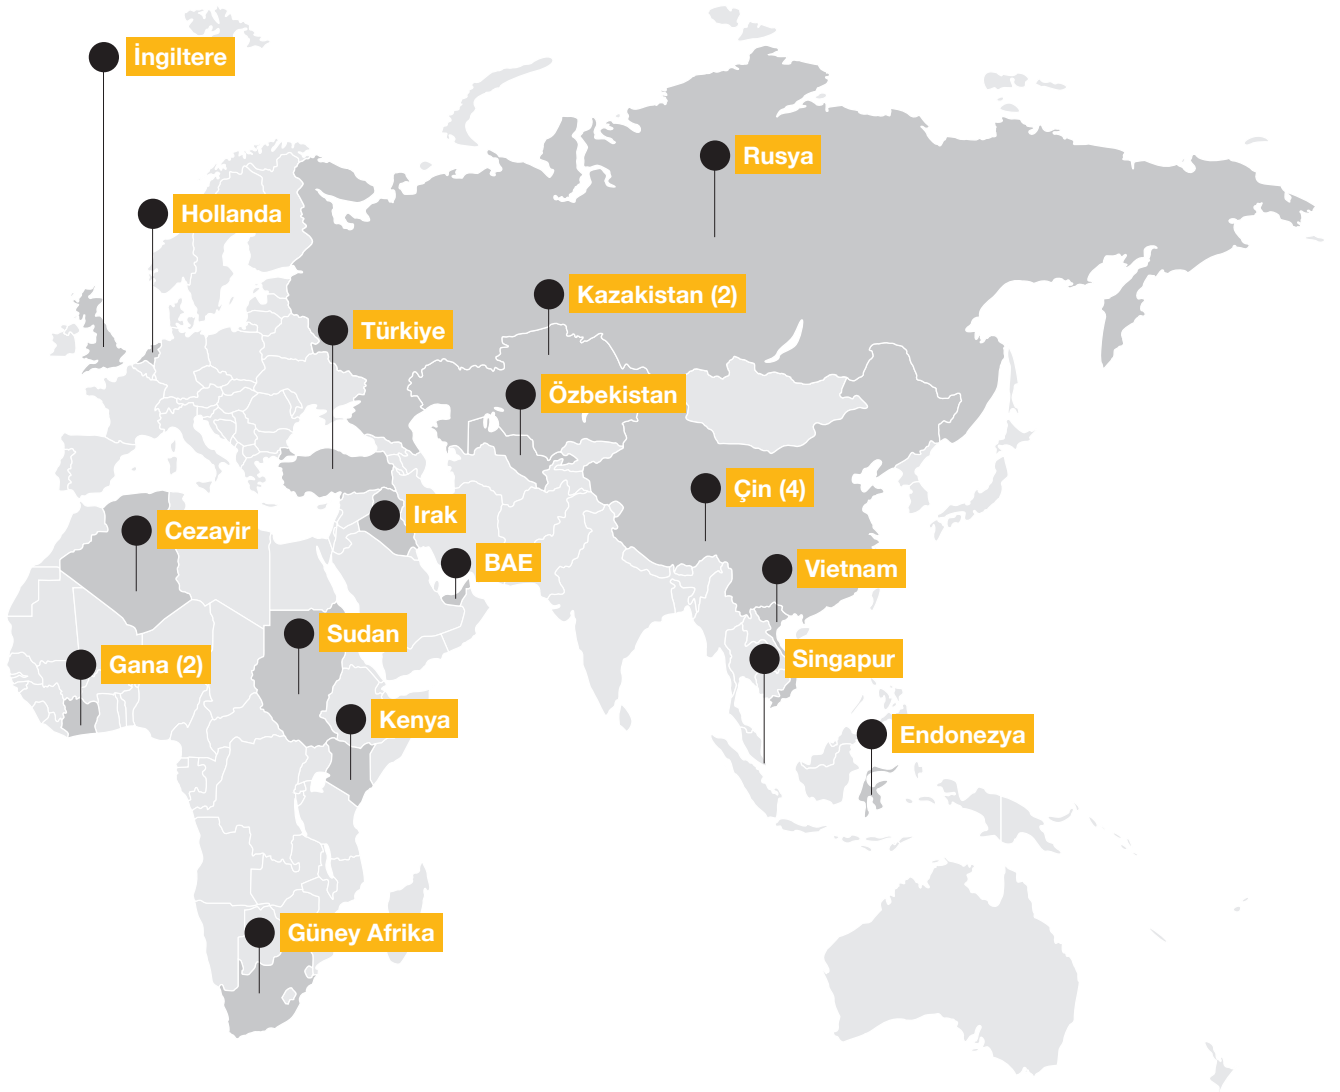 İngiltere
Rusya
Hollanda
Kazakistan (2)
Türkiye
Özbekistan
Çin (4)
Irak
Cezayir
BAE
Vietnam
Sudan
Singapur
Gana (2)
Kenya
Endonezya
Güney Afrika